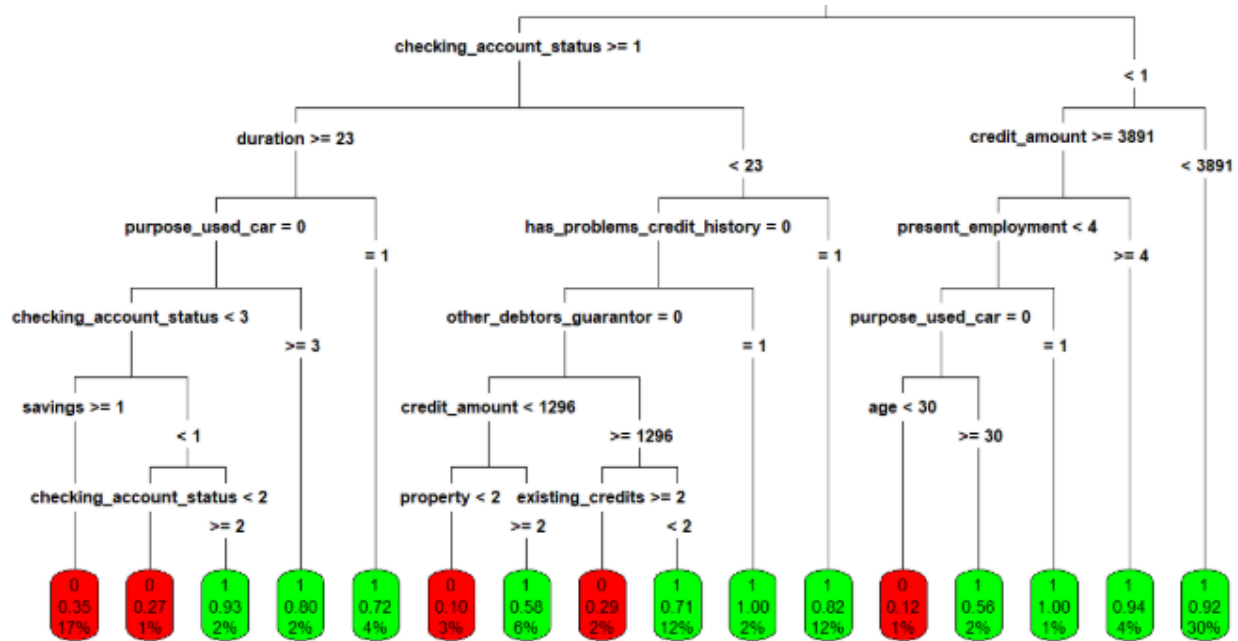 checking_account_status >= 1
< 1
duration >= 23
credit_amount >= 3891
< 23
< 3891
purpose_used_car = 0
has_problems_credit_history = 0
present_employment < 4
= 1
= 1
>= 4
checking_account_status < 3
other_debtors_guarantor = 0
purpose_used_car = 0
>= 3
= 1
= 1
savings >= 1
credit_amount < 1296
age < 30
< 1
>= 1296
>= 30
checking_account_status < 2
property < 2
existing_credits >= 2
>= 2
>= 2
< 2
0 0 1 1 1 0 1 0 1 1 1 0 1 1 1 1
0.35 0.27 0.93 0.80 0.72 0.10 0.58 0.29 0.71 1.00 0.82 0.12 0.56 1.00 0.94 0.92
17% 1% 2% 2% 4% 3% 6% 2% 12% 2% 12% 1% 2% 1% 4% 30%